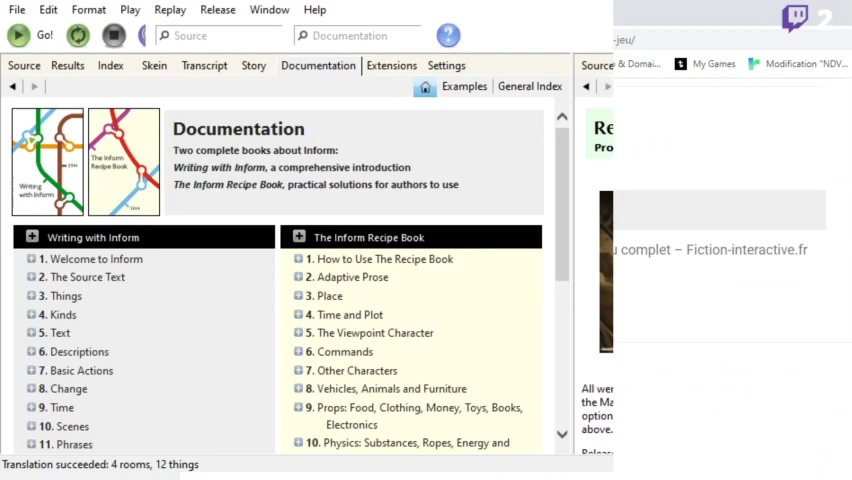 File Edit Format Play Replay Release Window Help
2
Go! Source Documentation
-jeu/
Source Results Index Skein Transcript Story Documentation Extensions Settings
& Domai... t My Games Modification "NDV...
Examples General Index
Documentation
Two complete books about Inform:
Writing with Inform, a comprehensive introduction
The Inform Recipe Book, practical solutions for authors to use
Writing with Inform
The Inform Recipe Book
Writing with Inform
1. Welcome to Inform
2. The Source Text
3. Things
4. Kinds
5. Text
6. Descriptions
7. Basic Actions
8. Change
9. Time
10. Scenes
11. Phrases
The Inform Recipe Book
1. How to Use The Recipe Book
2. Adaptive Prose
3. Place
4. Time and Plot
5. The Viewpoint Character
6. Commands
7. Other Characters
8. Vehicles, Animals and Furniture
9. Props: Food, Clothing, Money, Toys, Books,
Electronics
10. Physics: Substances, Ropes, Energy and
Translation succeeded: 4 rooms, 12 things
Source
Re
Pro
u complet – Fiction-interactive.fr
All wer
the Ma
option
above.